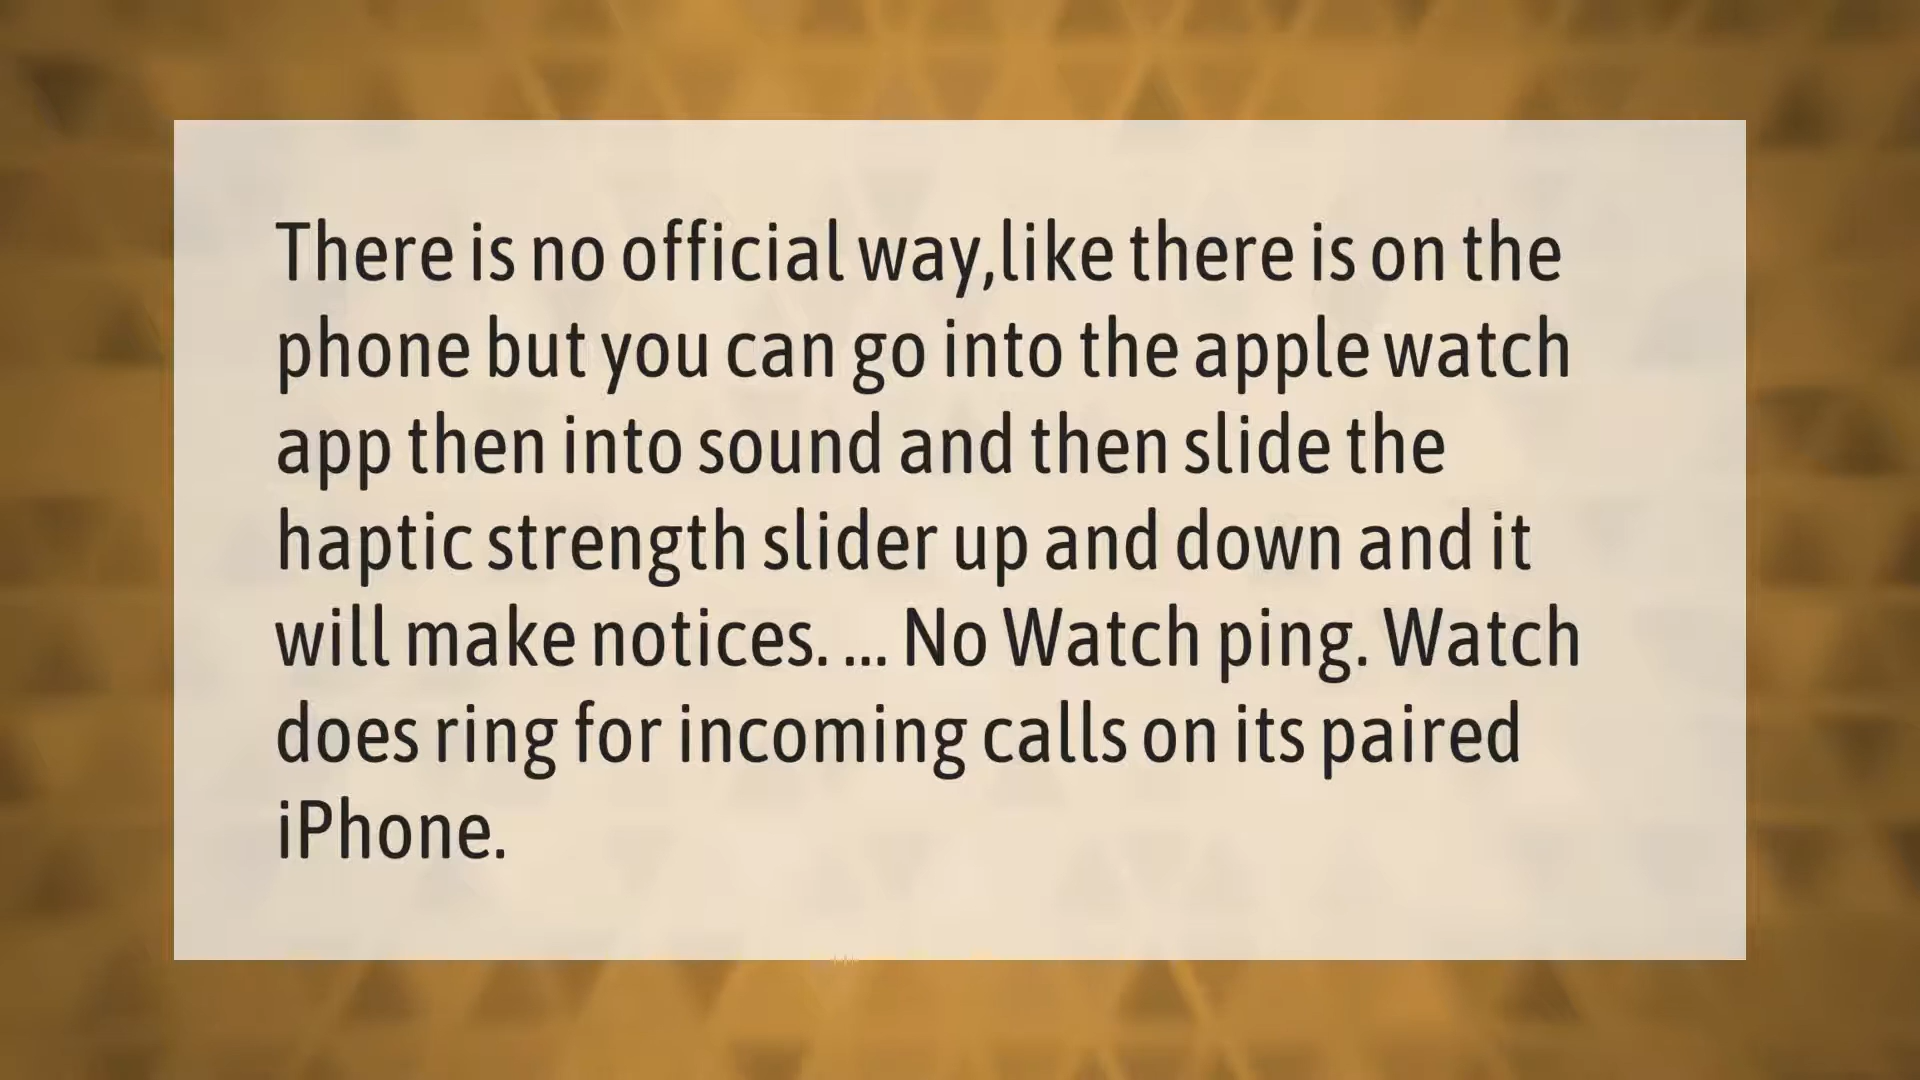 There is no official way,like there is on the
phone but you can go into the apple watch
app then into sound and then slide the
haptic strength slider up and down and it
will make notices. ... No Watch ping. Watch
does ring for incoming calls on its paired
iPhone.